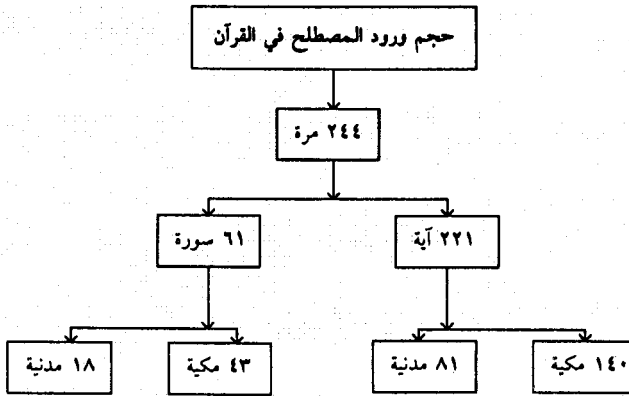 حجم ورود المصطلح في القرآن
٢٤٤ مرة
٢٢١ آية
٦١ سورة
١٤٠ مكية
٨١ مدنية
٤٣ مكية
١٨ مدنية